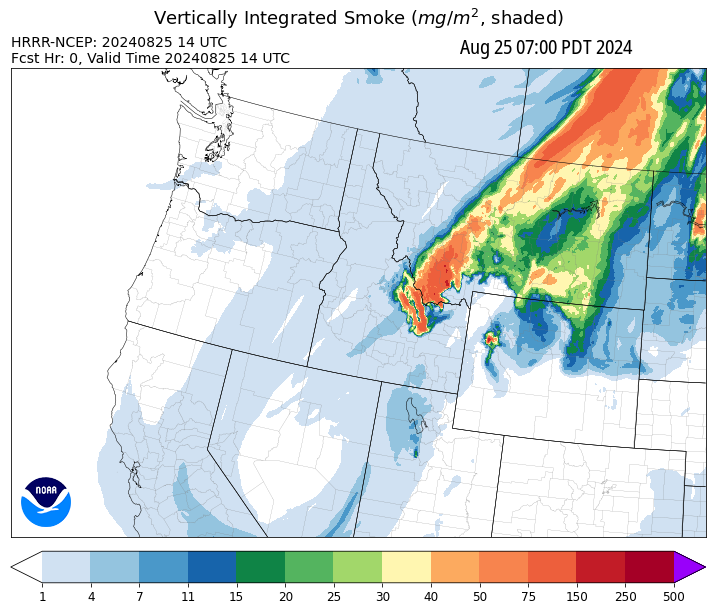 Vertically Integrated Smoke (mg/m², shaded)
HRRR-NCEP: 20240825 14 UTC
Aug 25 07:00 PDT 2024
Fcst Hr: 0, Valid Time 20240825 14 UTC
NOAA
1 4 7 11 15 20 25 30 40 50 75 150 250 500